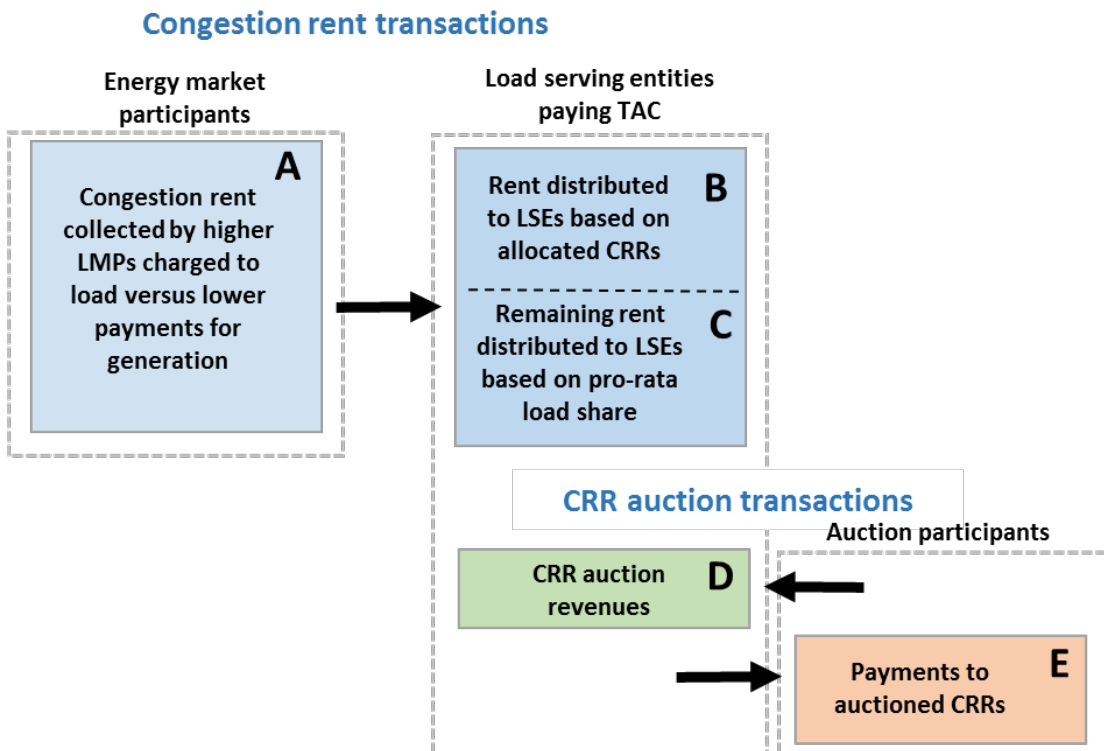 Congestion rent transactions
Energy market
participants
Load serving entities
paying TAC
A
Congestion rent
collected by higher
LMPs charged to
load versus lower
payments for
generation
B
Rent distributed
to LSEs based on
allocated CRRs
C
Remaining rent
distributed to LSEs
based on pro-rata
load share
CRR auction transactions
Auction participants
CRR auction
revenues
D
Payments to
auctioned CRRs
E